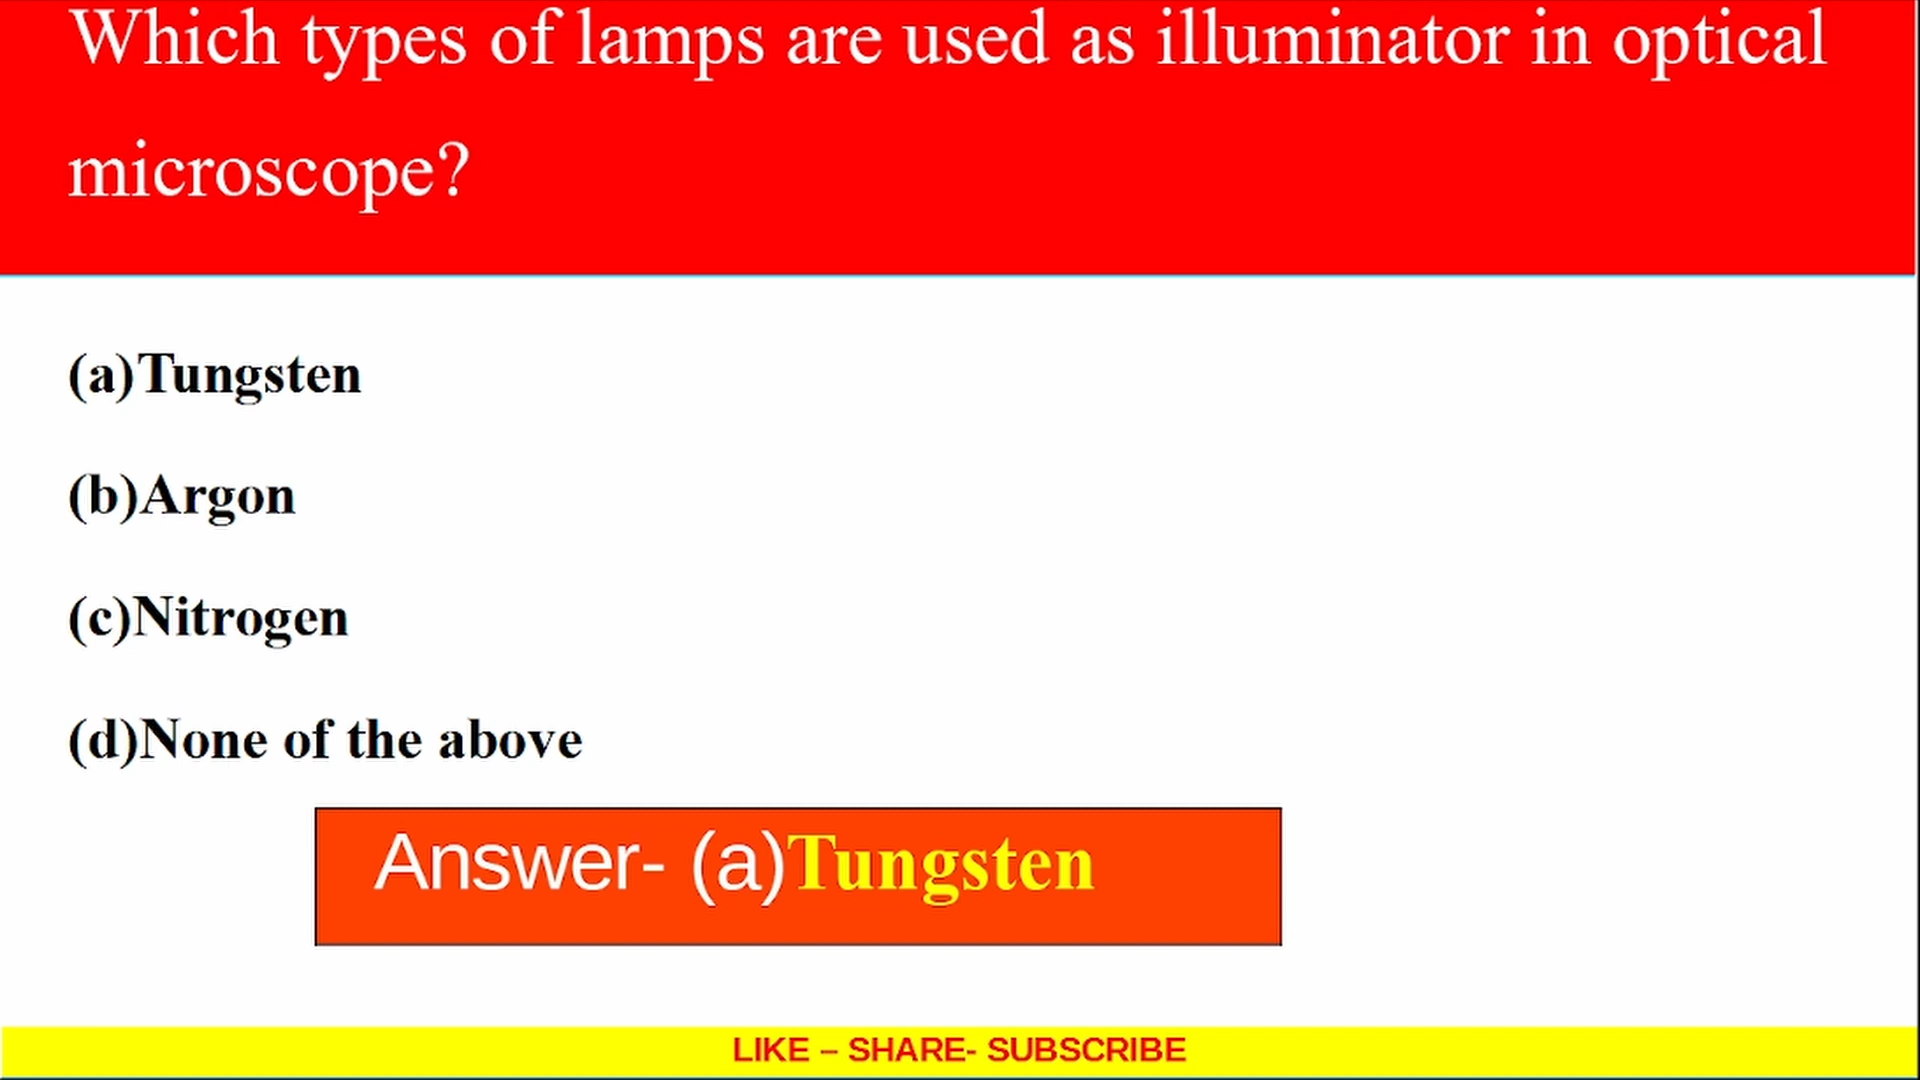 Which types of lamps are used as illuminator in optical
microscope?
(a)Tungsten
(b)Argon
(c)Nitrogen
(d)None of the above
Answer- (a)Tungsten
LIKE – SHARE- SUBSCRIBE